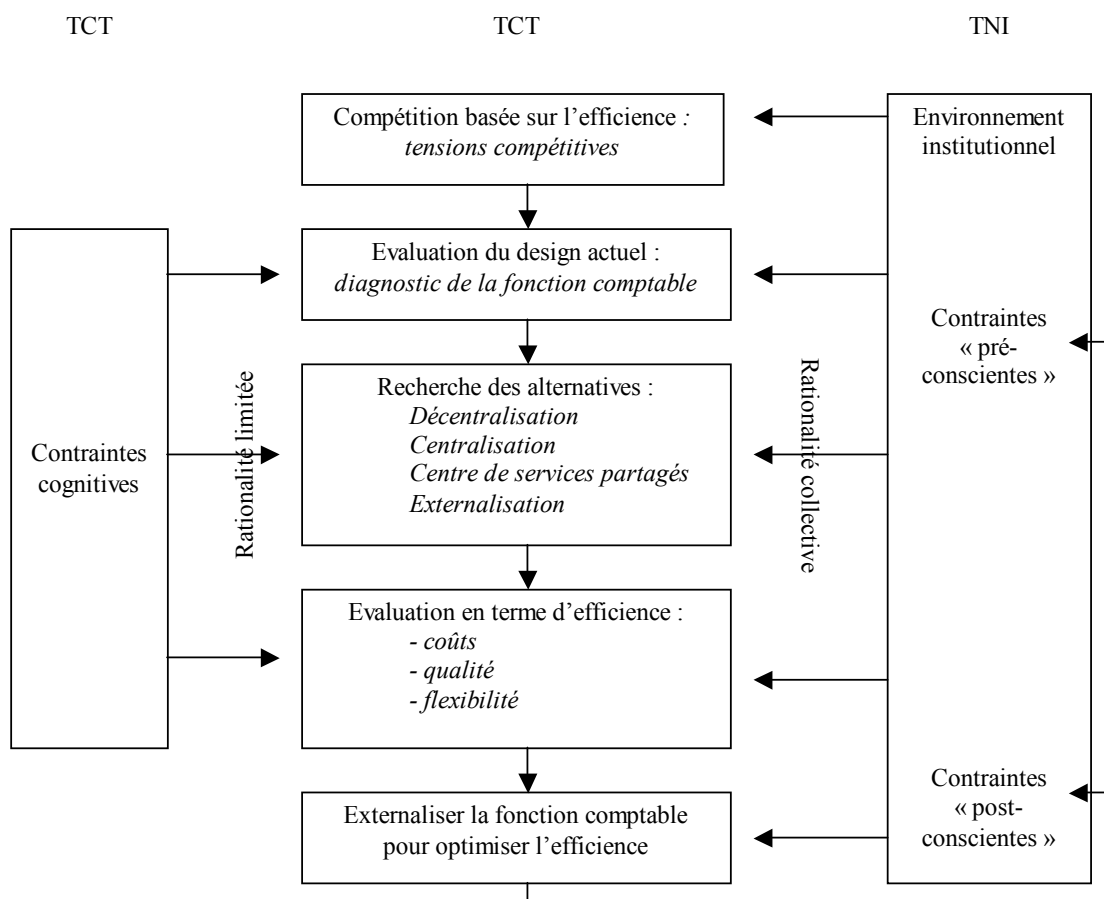 TCT
TCT
TNI
Compétition basée sur l’efficience :
tensions compétitives
Environnement
institutionnel
Evaluation du design actuel :
diagnostic de la fonction comptable
Contraintes
« pré-
conscientes »
Contraintes
cognitives
Rationalité limitée
Recherche des alternatives :
Décentralisation
Centralisation
Centre de services partagés
Externalisation
Rationalité collective
Evaluation en terme d’efficience :
- coûts
- qualité
- flexibilité
Contraintes
« post-
conscientes »
Externaliser la fonction comptable
pour optimiser l’efficience